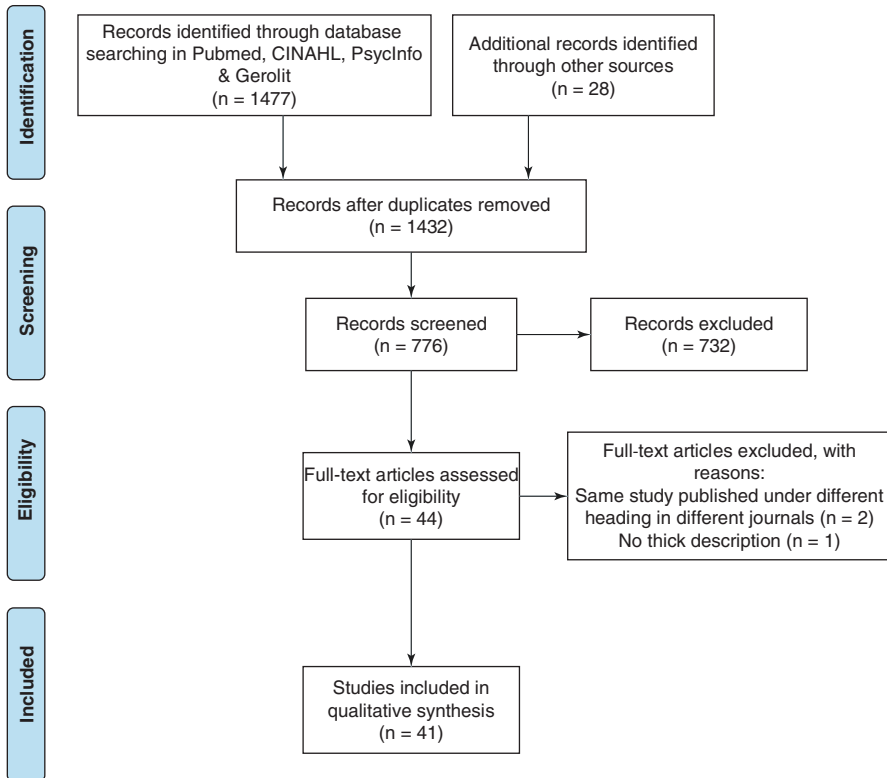 Identification
Records identified through database
searching in Pubmed, CINAHL, PsycInfo
& Gerolit
(n = 1477)
Additional records identified
through other sources
(n = 28)
Screening
Records after duplicates removed
(n = 1432)
Records screened
(n = 776)
Records excluded
(n = 732)
Eligibility
Full-text articles assessed
for eligibility
(n = 44)
Full-text articles excluded, with
reasons:
Same study published under different
heading in different journals (n = 2)
No thick description (n = 1)
Included
Studies included in
qualitative synthesis
(n = 41)